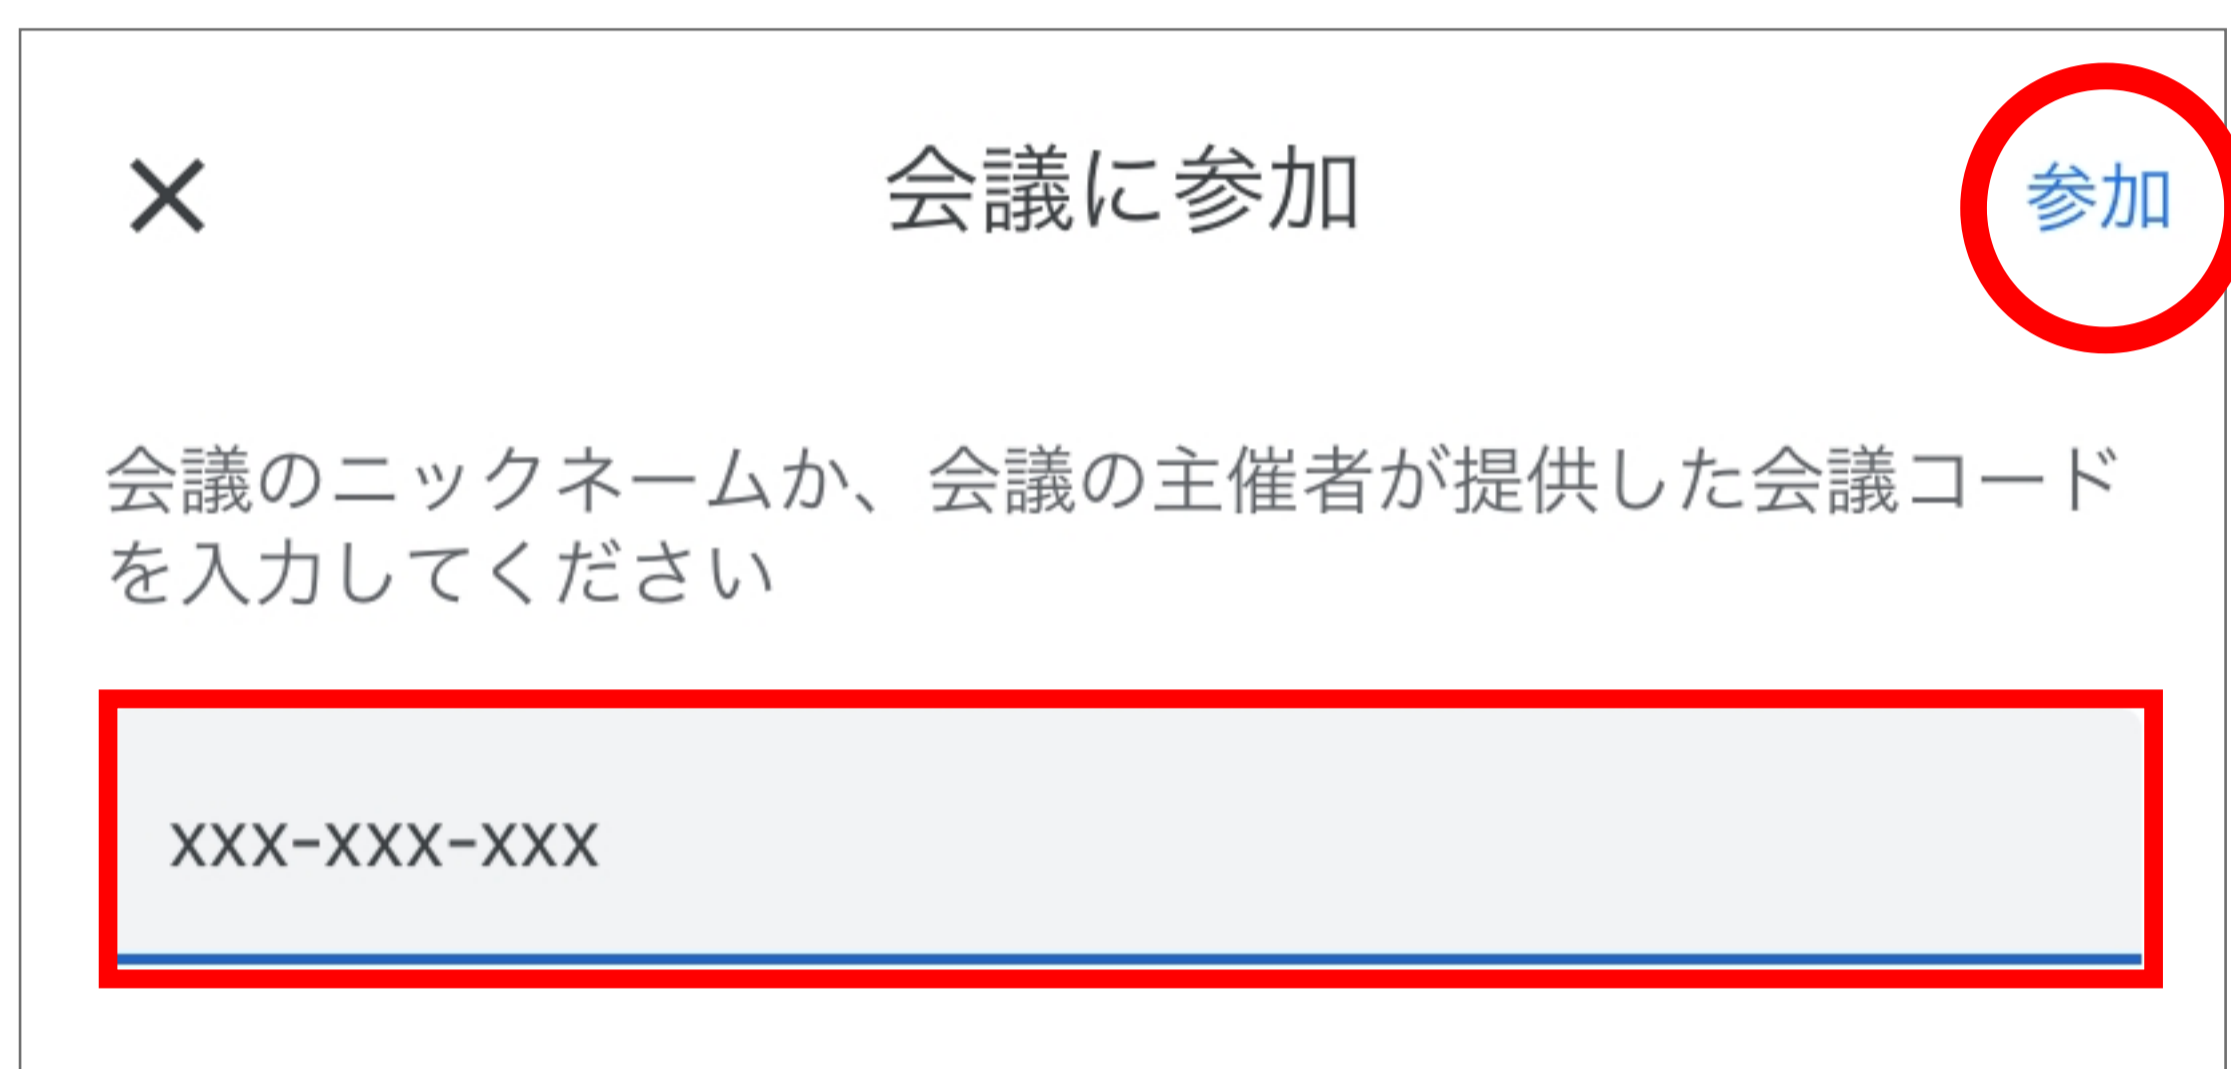 会議に参加
参加
会議のニックネームか、会議の主催者が提供した会議コード
を入力してください
xxx-xxx-xxx